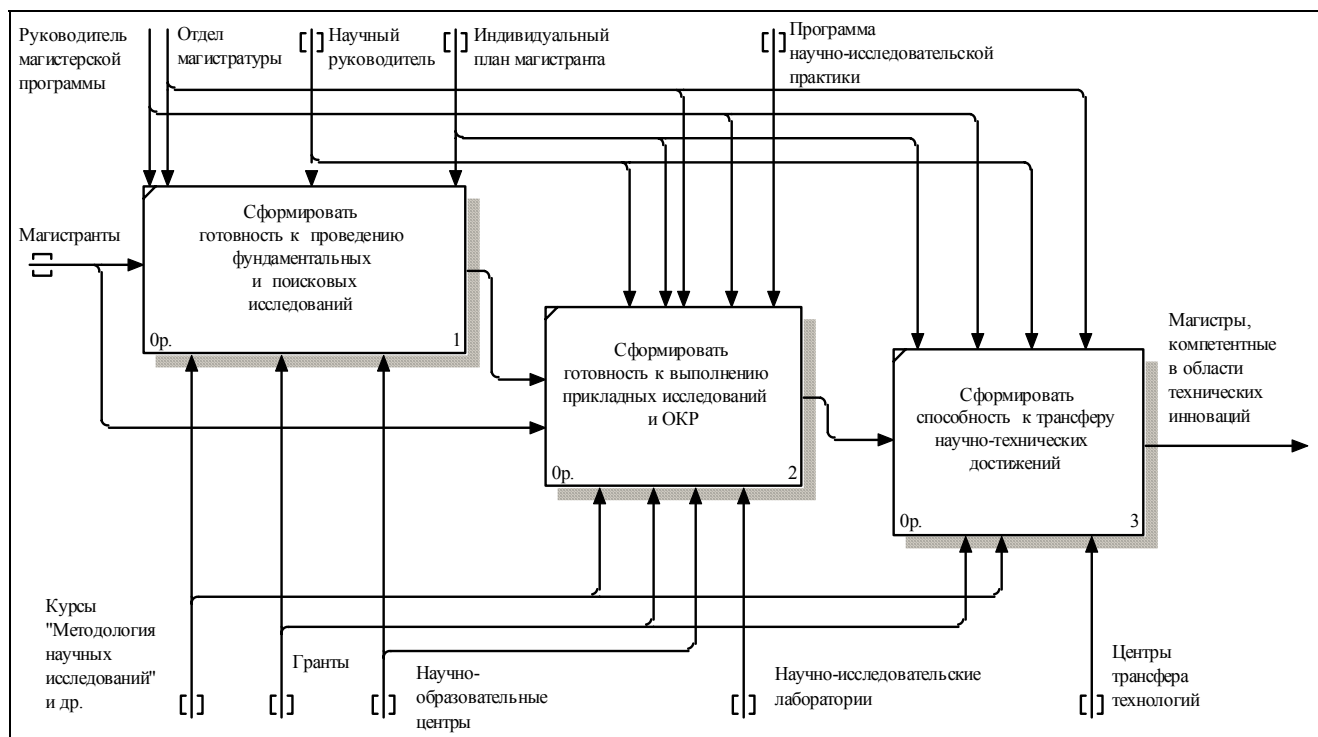 Руководитель
магистерской
программы
Отдел
магистратуры
Научный
руководитель
Индивидуальный
план магистранта
Программа
научно-исследовательской
практики
Магистранты
Сформировать
готовность к проведению
фундаментальных
и поисковых
исследований
0р.
1
Сформировать
готовность к выполнению
прикладных исследований
и ОКР
0р.
2
Сформировать
способность к трансферу
научно-технических
достижений
0р.
3
Магистры,
компетентные
в области
технических
инноваций
Курсы
"Методология
научных
исследований"
и др.
Гранты
Научно-
образовательные
центры
Научно-исследовательские
лаборатории
Центры
трансфера
технологий